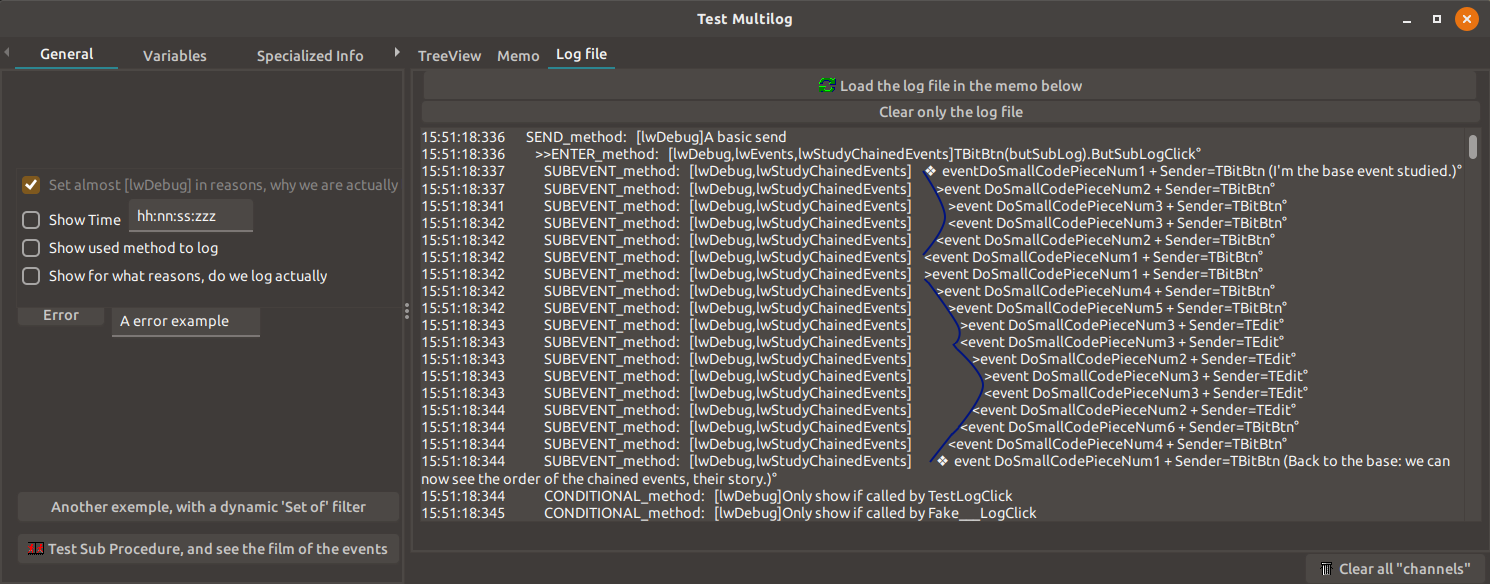 Test Multilog
General Variables Specialized Info
TreeView Memo Log file
Load the log file in the memo below
Clear only the log file
Set almost [lwDebug] in reasons, why we are actually
Show Time hh:nn:ss:zzz
Show used method to log
Show for what reasons, do we log actually
Error A error example
Another exemple, with a dynamic 'Set of' filter
Test Sub Procedure, and see the film of the events
15:51:18:336 SEND_method: [lwDebug]A basic send
15:51:18:336 >>ENTER_method: [lwDebug,lwEvents,lwStudyChainedEvents]TBitBtn(butSubLog).ButSubLogClick°
15:51:18:337 SUBEVENT_method: [lwDebug,lwStudyChainedEvents] ❖ eventDoSmallCodePieceNum1 + Sender=TBitBtn (I'm the base event studied.)°
15:51:18:337 SUBEVENT_method: [lwDebug,lwStudyChainedEvents] >event DoSmallCodePieceNum2 + Sender=TBitBtn°
15:51:18:341 SUBEVENT_method: [lwDebug,lwStudyChainedEvents] >event DoSmallCodePieceNum3 + Sender=TBitBtn°
15:51:18:342 SUBEVENT_method: [lwDebug,lwStudyChainedEvents] <event DoSmallCodePieceNum3 + Sender=TBitBtn°
15:51:18:342 SUBEVENT_method: [lwDebug,lwStudyChainedEvents] <event DoSmallCodePieceNum2 + Sender=TBitBtn°
15:51:18:342 SUBEVENT_method: [lwDebug,lwStudyChainedEvents] <event DoSmallCodePieceNum1 + Sender=TBitBtn°
15:51:18:342 SUBEVENT_method: [lwDebug,lwStudyChainedEvents] >event DoSmallCodePieceNum1 + Sender=TBitBtn°
15:51:18:342 SUBEVENT_method: [lwDebug,lwStudyChainedEvents] >event DoSmallCodePieceNum4 + Sender=TBitBtn°
15:51:18:342 SUBEVENT_method: [lwDebug,lwStudyChainedEvents] >event DoSmallCodePieceNum5 + Sender=TBitBtn°
15:51:18:343 SUBEVENT_method: [lwDebug,lwStudyChainedEvents] >event DoSmallCodePieceNum3 + Sender=TEdit°
15:51:18:343 SUBEVENT_method: [lwDebug,lwStudyChainedEvents] <event DoSmallCodePieceNum3 + Sender=TEdit°
15:51:18:343 SUBEVENT_method: [lwDebug,lwStudyChainedEvents] >event DoSmallCodePieceNum2 + Sender=TEdit°
15:51:18:343 SUBEVENT_method: [lwDebug,lwStudyChainedEvents] >event DoSmallCodePieceNum3 + Sender=TEdit°
15:51:18:343 SUBEVENT_method: [lwDebug,lwStudyChainedEvents] <event DoSmallCodePieceNum3 + Sender=TEdit°
15:51:18:344 SUBEVENT_method: [lwDebug,lwStudyChainedEvents] <event DoSmallCodePieceNum2 + Sender=TEdit°
15:51:18:344 SUBEVENT_method: [lwDebug,lwStudyChainedEvents] <event DoSmallCodePieceNum6 + Sender=TBitBtn°
15:51:18:344 SUBEVENT_method: [lwDebug,lwStudyChainedEvents] <event DoSmallCodePieceNum4 + Sender=TBitBtn°
15:51:18:344 SUBEVENT_method: [lwDebug,lwStudyChainedEvents] ❖ event DoSmallCodePieceNum1 + Sender=TBitBtn (Back to the base: we can
now see the order of the chained events, their story.)°
15:51:18:344 CONDITIONAL_method: [lwDebug]Only show if called by TestLogClick
15:51:18:345 CONDITIONAL_method: [lwDebug]Only show if called by Fake___LogClick
Clear all "channels"